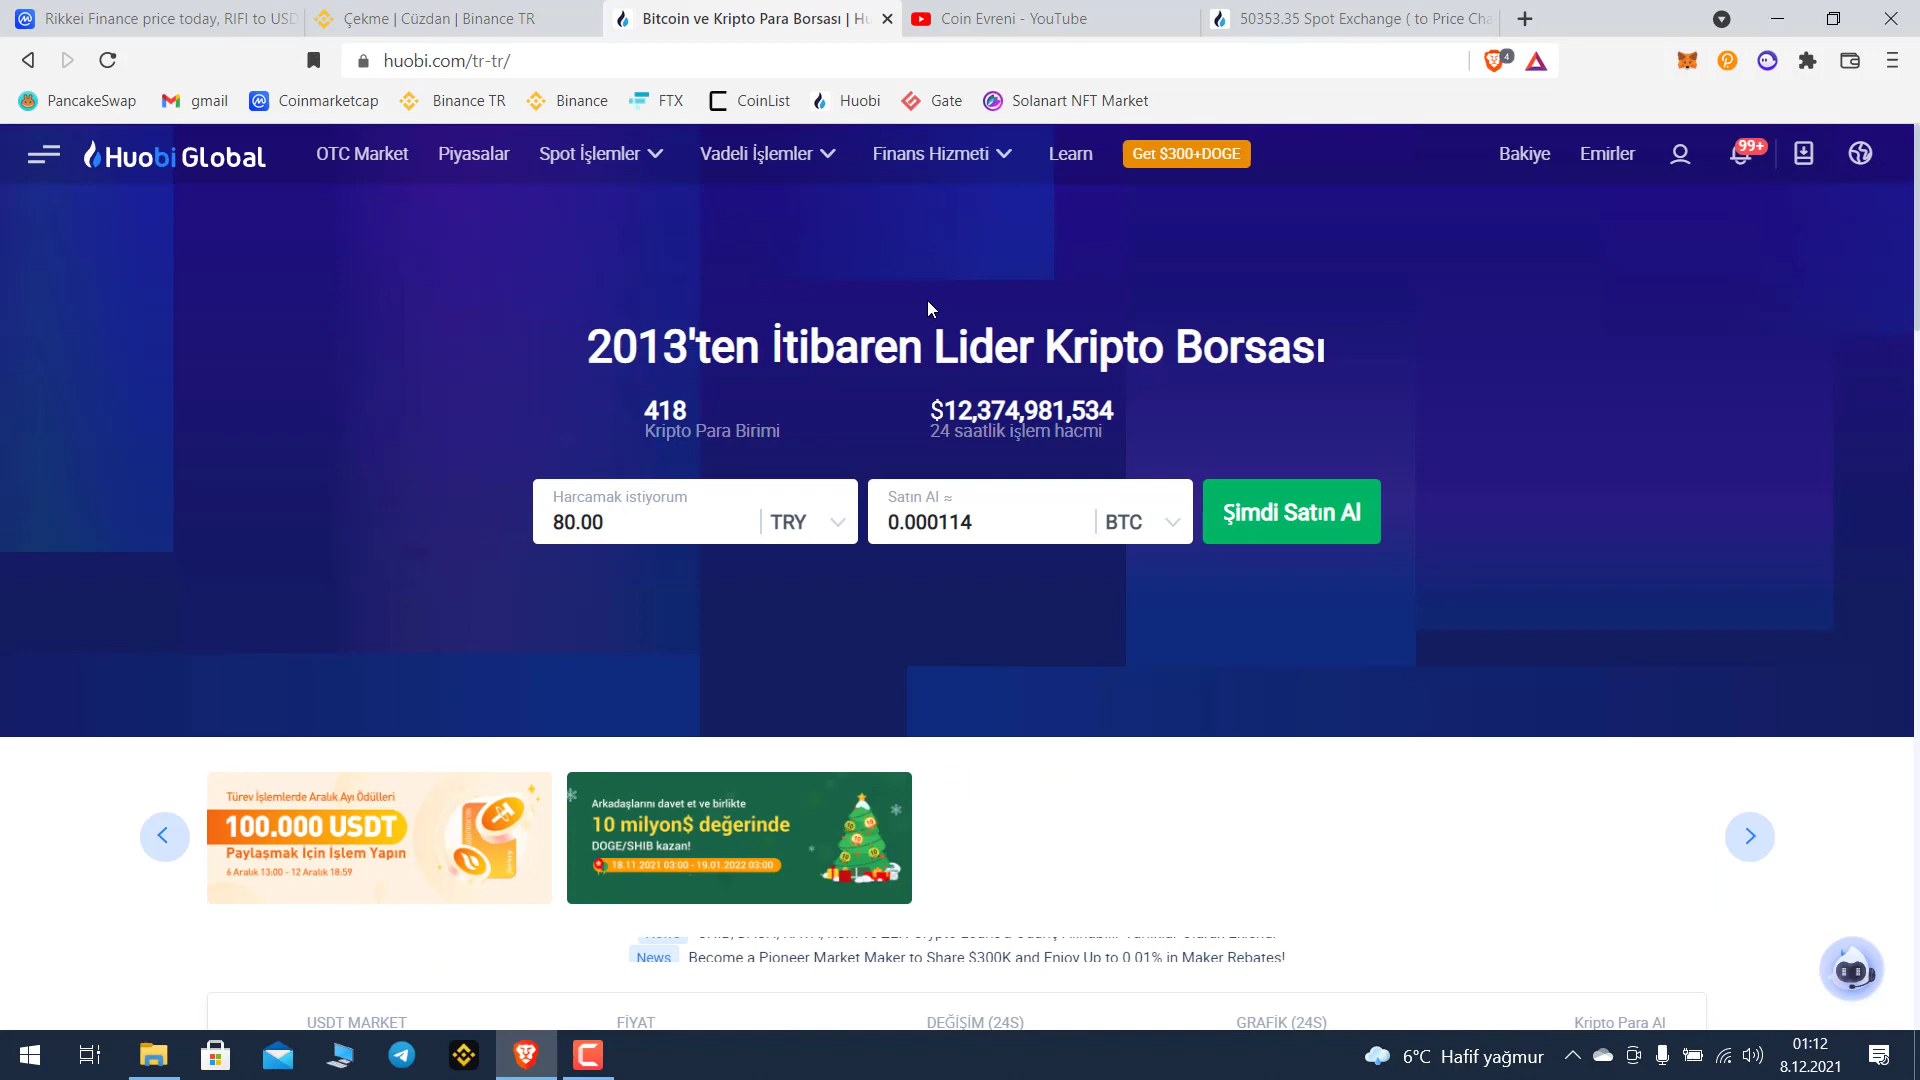 Rikkei Finance price today, RIFI to USD
Çekme | Cüzdan | Binance TR
Bitcoin ve Kripto Para Borsası | Hu
Coin Evreni - YouTube
50353.35 Spot Exchange ( to Price Cha
huobi.com/tr-tr/
4
PancakeSwap
gmail
Coinmarketcap
Binance TR
Binance
FTX
CoinList
Huobi
Gate
Solanart NFT Market
Huobi Global
OTC Market
Piyasalar
Spot İşlemler
Vadeli İşlemler
Finans Hizmeti
Learn
Get $300+DOGE
Bakiye
Emirler
99+
2013'ten İtibaren Lider Kripto Borsası
418
Kripto Para Birimi
$12,374,981,534
24 saatlik işlem hacmi
Harcamak istiyorum
80.00
TRY
Satın Al ≈
0.000114
BTC
Şimdi Satın Al
Türev İşlemlerde Aralık Ayı Ödülleri
100.000 USDT
Paylaşmak İçin İşlem Yapın
6 Aralık 13:00 - 12 Aralık 18:59
Arkadaşlarını davet et ve birlikte
10 milyon$ değerinde
DOGE/SHIB kazan!
18.11.2021 03:00 - 19.01.2022 03:00
News
Become a Pioneer Market Maker to Share $300K and Enjoy Up to 0.01% in Maker Rebates!
USDT MARKET
FİYAT
DEĞİŞİM (24S)
GRAFİK (24S)
Kripto Para Al
6°C Hafif yağmur
01:12
8.12.2021